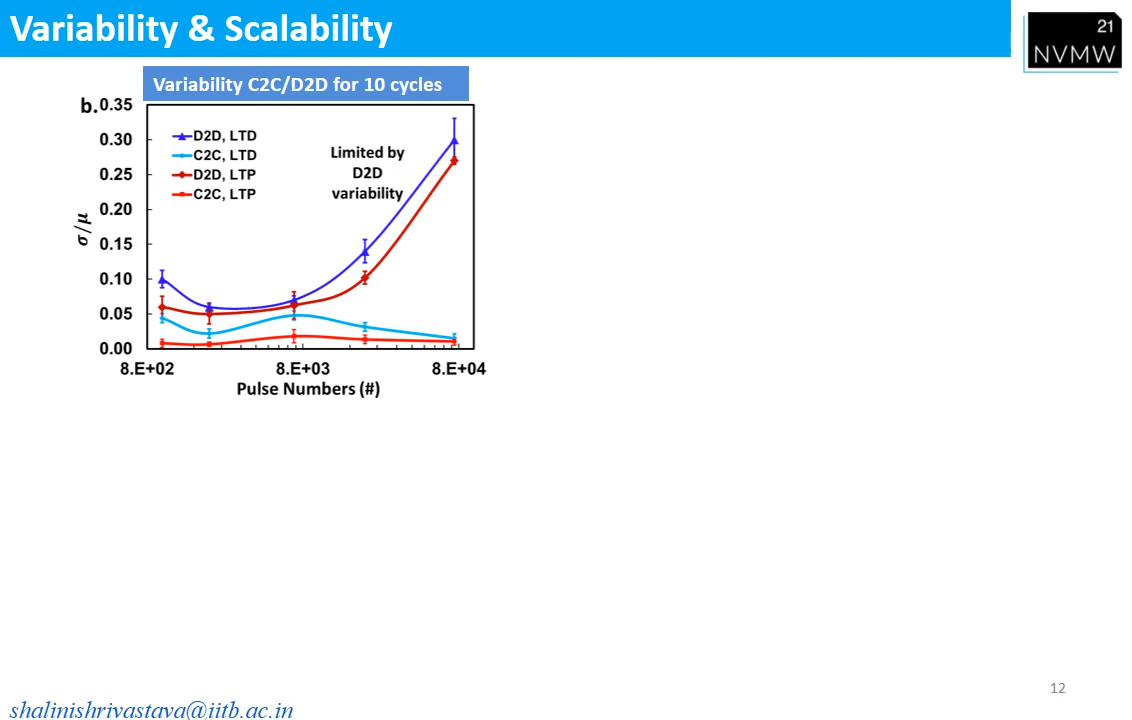 Variability & Scalability
21
NVMW
Variability C2C/D2D for 10 cycles
b.
0.35
0.30
0.25
0.20
0.15
0.10
0.05
0.00
σ/μ
D2D, LTD
C2C, LTD
D2D, LTP
C2C, LTP
Limited by
D2D
variability
8.E+02 8.E+03 8.E+04
Pulse Numbers (#)
12
shalinishrivastava@iitb.ac.in